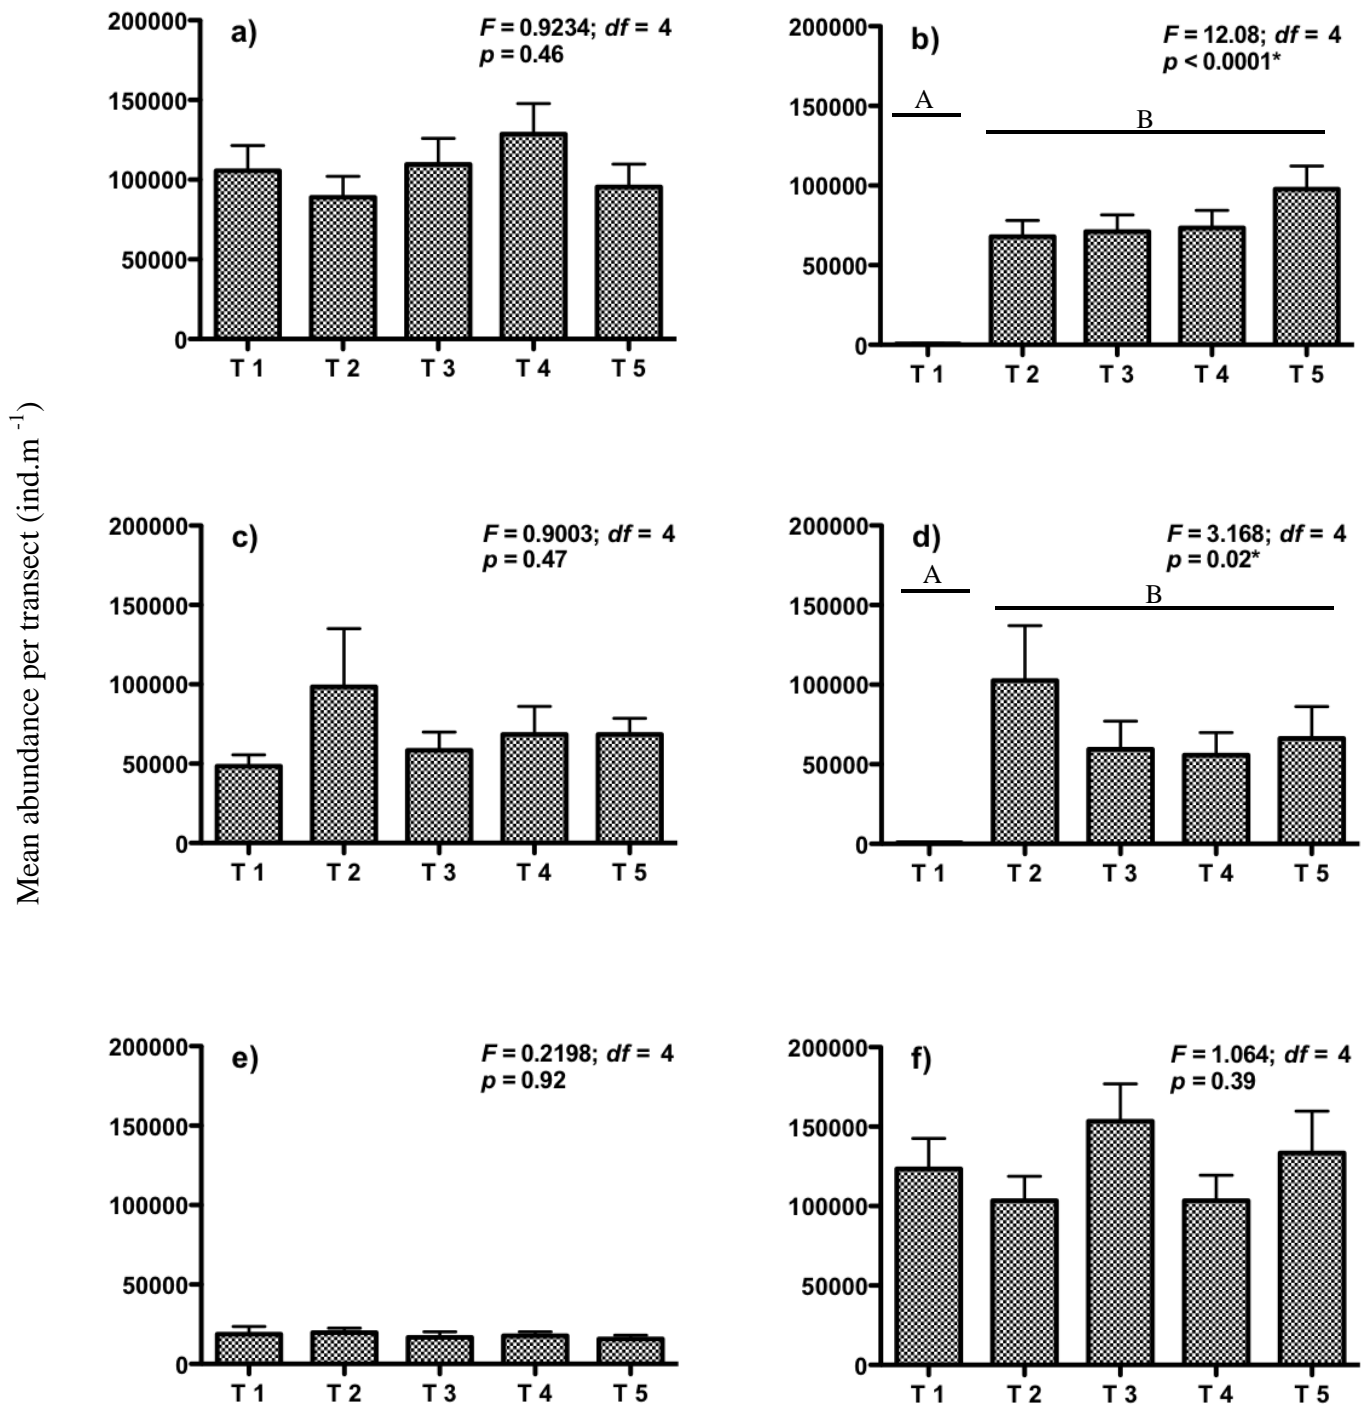 Mean abundance per transect (ind.m -1)
a)
F = 0.9234; df = 4
p = 0.46
200000
150000
100000
50000
0
T 1 T 2 T 3 T 4 T 5
b)
F = 12.08; df = 4
p < 0.0001*
A
B
200000
150000
100000
50000
0
T 1 T 2 T 3 T 4 T 5
c)
F = 0.9003; df = 4
p = 0.47
200000
150000
100000
50000
0
T 1 T 2 T 3 T 4 T 5
d)
F = 3.168; df = 4
p = 0.02*
A
B
200000
150000
100000
50000
0
T 1 T 2 T 3 T 4 T 5
e)
F = 0.2198; df = 4
p = 0.92
200000
150000
100000
50000
0
T 1 T 2 T 3 T 4 T 5
f)
F = 1.064; df = 4
p = 0.39
200000
150000
100000
50000
0
T 1 T 2 T 3 T 4 T 5